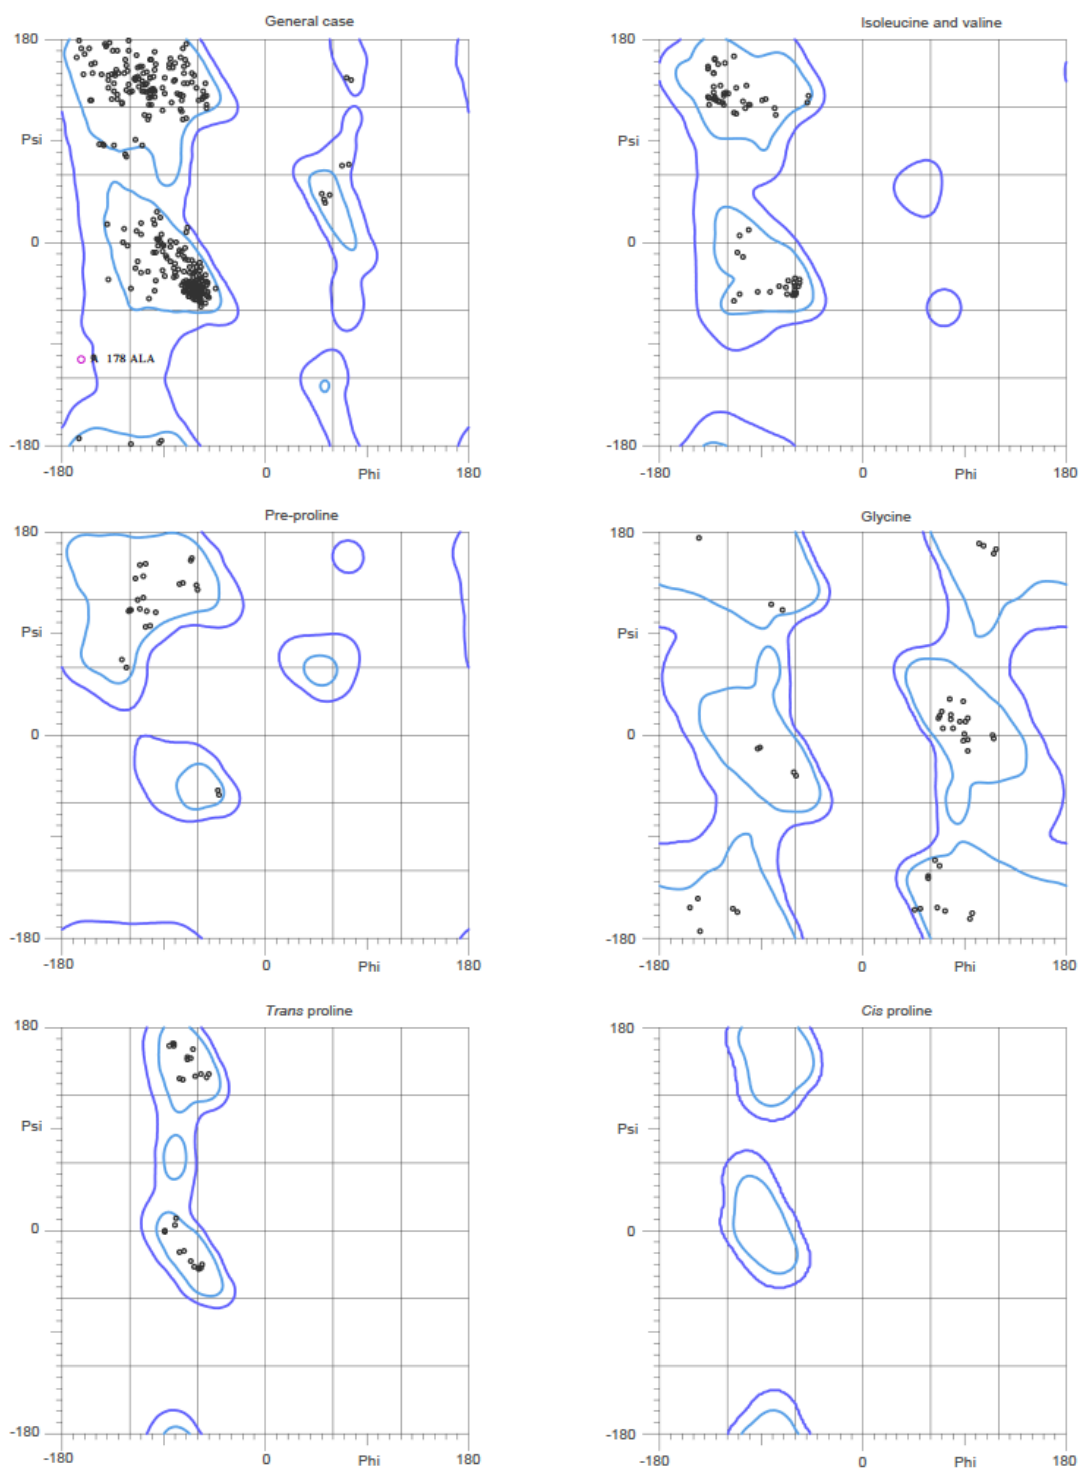 General case
180
Psi
0
A 178 ALA
-180
-180 0 Phi 180
Isoleucine and valine
180
Psi
0
-180
-180 0 Phi 180
Pre-proline
180
Psi
0
-180
-180 0 Phi 180
Glycine
180
Psi
0
-180
-180 0 Phi 180
Trans proline
180
Psi
0
-180
-180 0 Phi 180
Cis proline
180
Psi
0
-180
-180 0 Phi 180